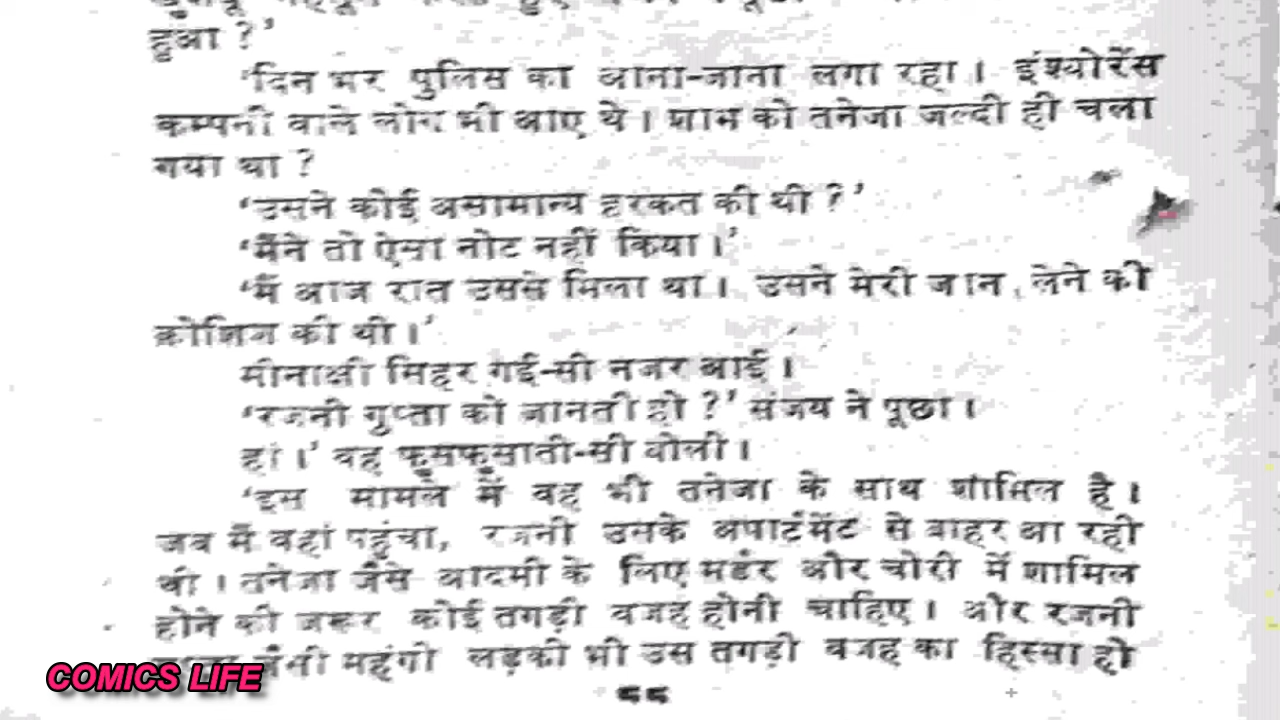 हुआ ?'
'दिन भर पुलिस का आना-जाना लगा रहा। इंश्योरेंस
कम्पनी वाले लोग भी आए थे। शाम को तनेजा जल्दी ही चला
गया था ?
'उसने कोई असामान्य हरकत की थी ?'
'मैंने तो ऐसा नोट नहीं किया।'
'मैं आज रात उससे मिला था। उसने मेरी जान लेने की
कोशिश की थी।'
मीनाक्षी सिहर गई-सी नजर आई।
'रजनी गुप्ता को जानती हो ?' संजय ने पूछा।
हां।' वह फुसफुसाती-सी बोली।
'इस मामले में वह भी तनेजा के साथ शामिल है।
जब मैं वहां पहुंचा, रजनी उसके अपार्टमेंट से बाहर आ रही
थी। तनेजा जैसे आदमी के लिए मर्डर और चोरी में शामिल
होने की जरूर कोई तगड़ी वजह होनी चाहिए। और रजनी
जैसी महंगी लड़की भी उस तगड़ी वजह का हिस्सा हो
८८
COMICS LIFE